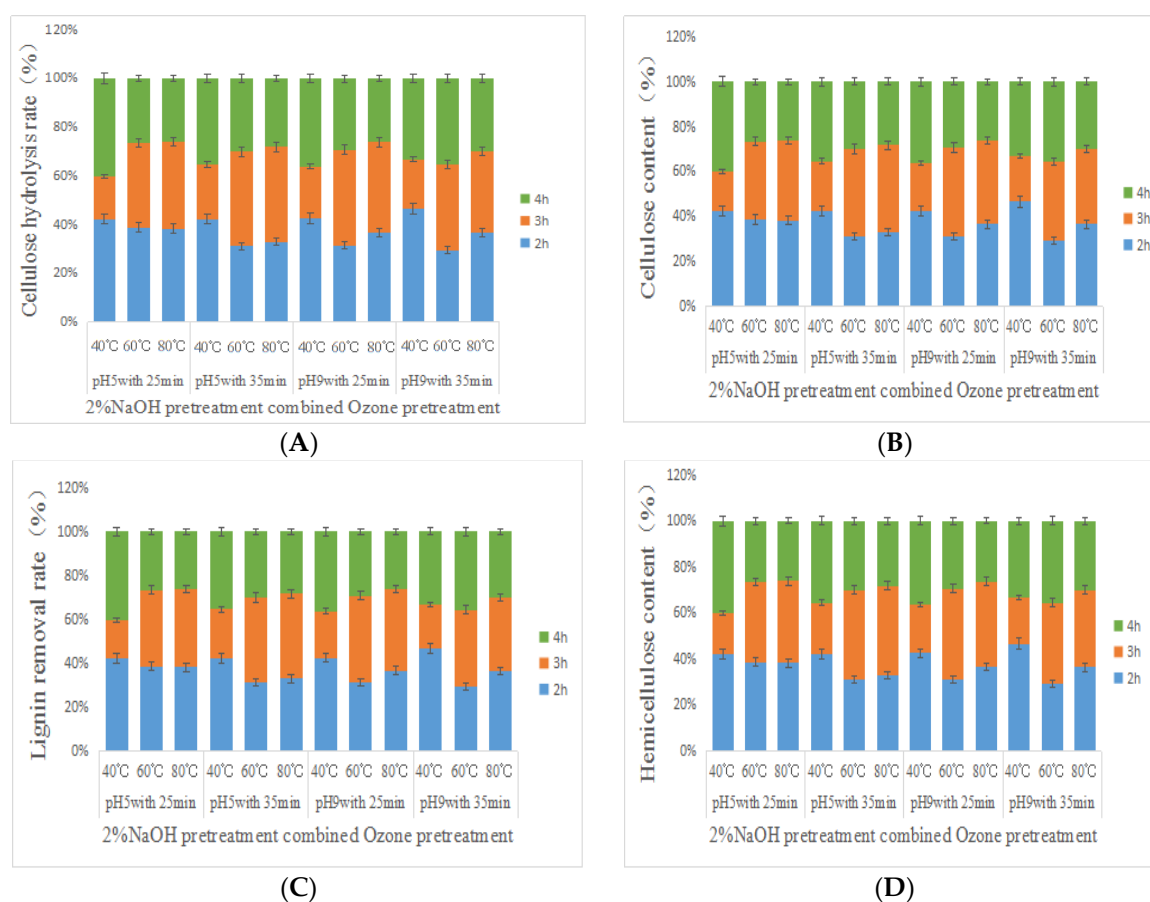 120%
100%
80%
60%
40%
20%
0%
Cellulose hydrolysis rate (%)
4h
3h
2h
40℃ 60℃ 80℃ 40℃ 60℃ 80℃ 40℃ 60℃ 80℃ 40℃ 60℃ 80℃
pH5with 25min pH5with 35min pH9with 25min pH9with 35min
2%NaOH pretreatment combined Ozone pretreatment
(A)
120%
100%
80%
60%
40%
20%
0%
Cellulose content (%)
4h
3h
2h
40℃ 60℃ 80℃ 40℃ 60℃ 80℃ 40℃ 60℃ 80℃ 40℃ 60℃ 80℃
pH5with 25min pH5with 35min pH9with 25min pH9with 35min
2%NaOH pretreatment combined Ozone pretreatment
(B)
120%
100%
80%
60%
40%
20%
0%
Lignin removal rate (%)
4h
3h
2h
40℃ 60℃ 80℃ 40℃ 60℃ 80℃ 40℃ 60℃ 80℃ 40℃ 60℃ 80℃
pH5with 25min pH5with 35min pH9with 25min pH9with 35min
2%NaOH pretreatment combined Ozone pretreatment
(C)
120%
100%
80%
60%
40%
20%
0%
Hemicellulose content (%)
4h
3h
2h
40℃ 60℃ 80℃ 40℃ 60℃ 80℃ 40℃ 60℃ 80℃ 40℃ 60℃ 80℃
pH5with 25min pH5with 35min pH9with 25min pH9with 35min
2%NaOH pretreatment combined Ozone pretreatment
(D)